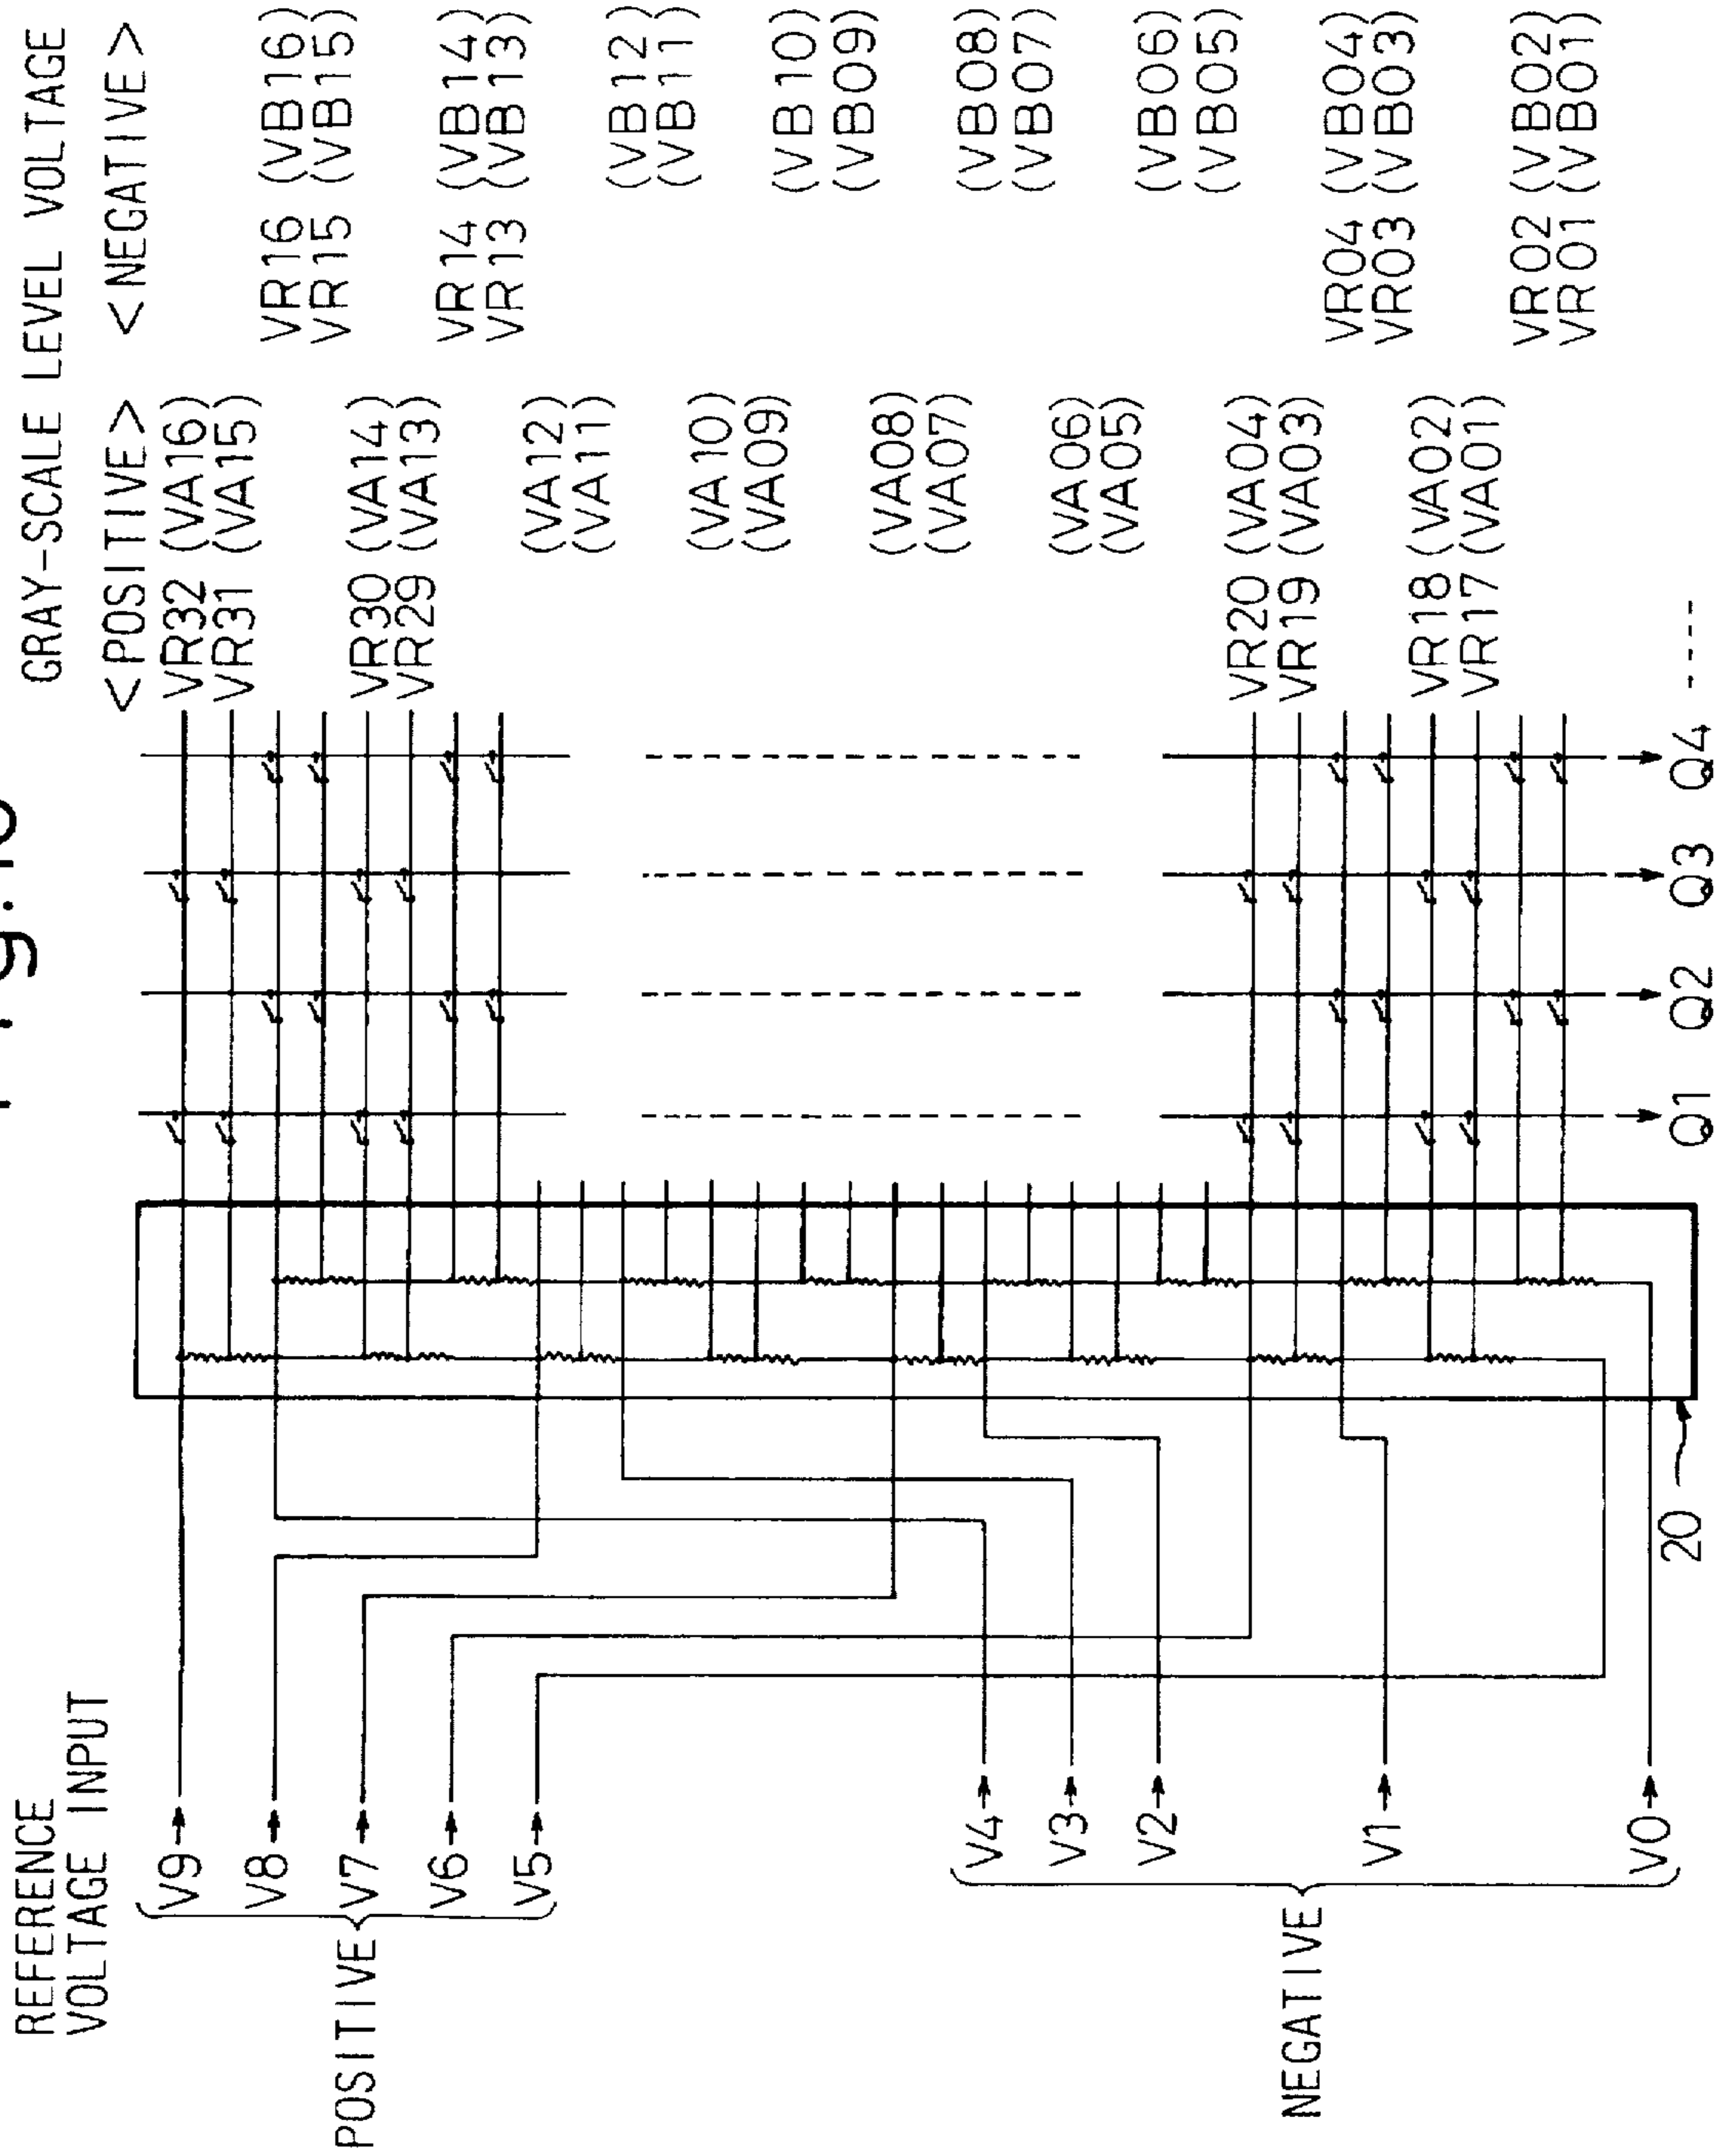 REFERENCE
VOLTAGE INPUT
GRAY-SCALE LEVEL VOLTAGE
<POSITIVE> <NEGATIVE>
POSITIVE
V9
V8
V7
V6
V5
NEGATIVE
V4
V3
V2
V1
V0
20
VR32 (VA16)
VR31 (VA15)
VR16 (VB16)
VR15 (VB15)
VR30 (VA14)
VR29 (VA13)
VR14 (VB14)
VR13 (VB13)
(VA12)
(VA11)
(VB12)
(VB11)
(VA10)
(VA09)
(VB10)
(VB09)
(VA08)
(VA07)
(VB08)
(VB07)
(VA06)
(VA05)
(VB06)
(VB05)
VR20 (VA04)
VR19 (VA03)
VR04 (VB04)
VR03 (VB03)
VR18 (VA02)
VR17 (VA01)
VR02 (VB02)
VR01 (VB01)
Q1 Q2 Q3 Q4 -----